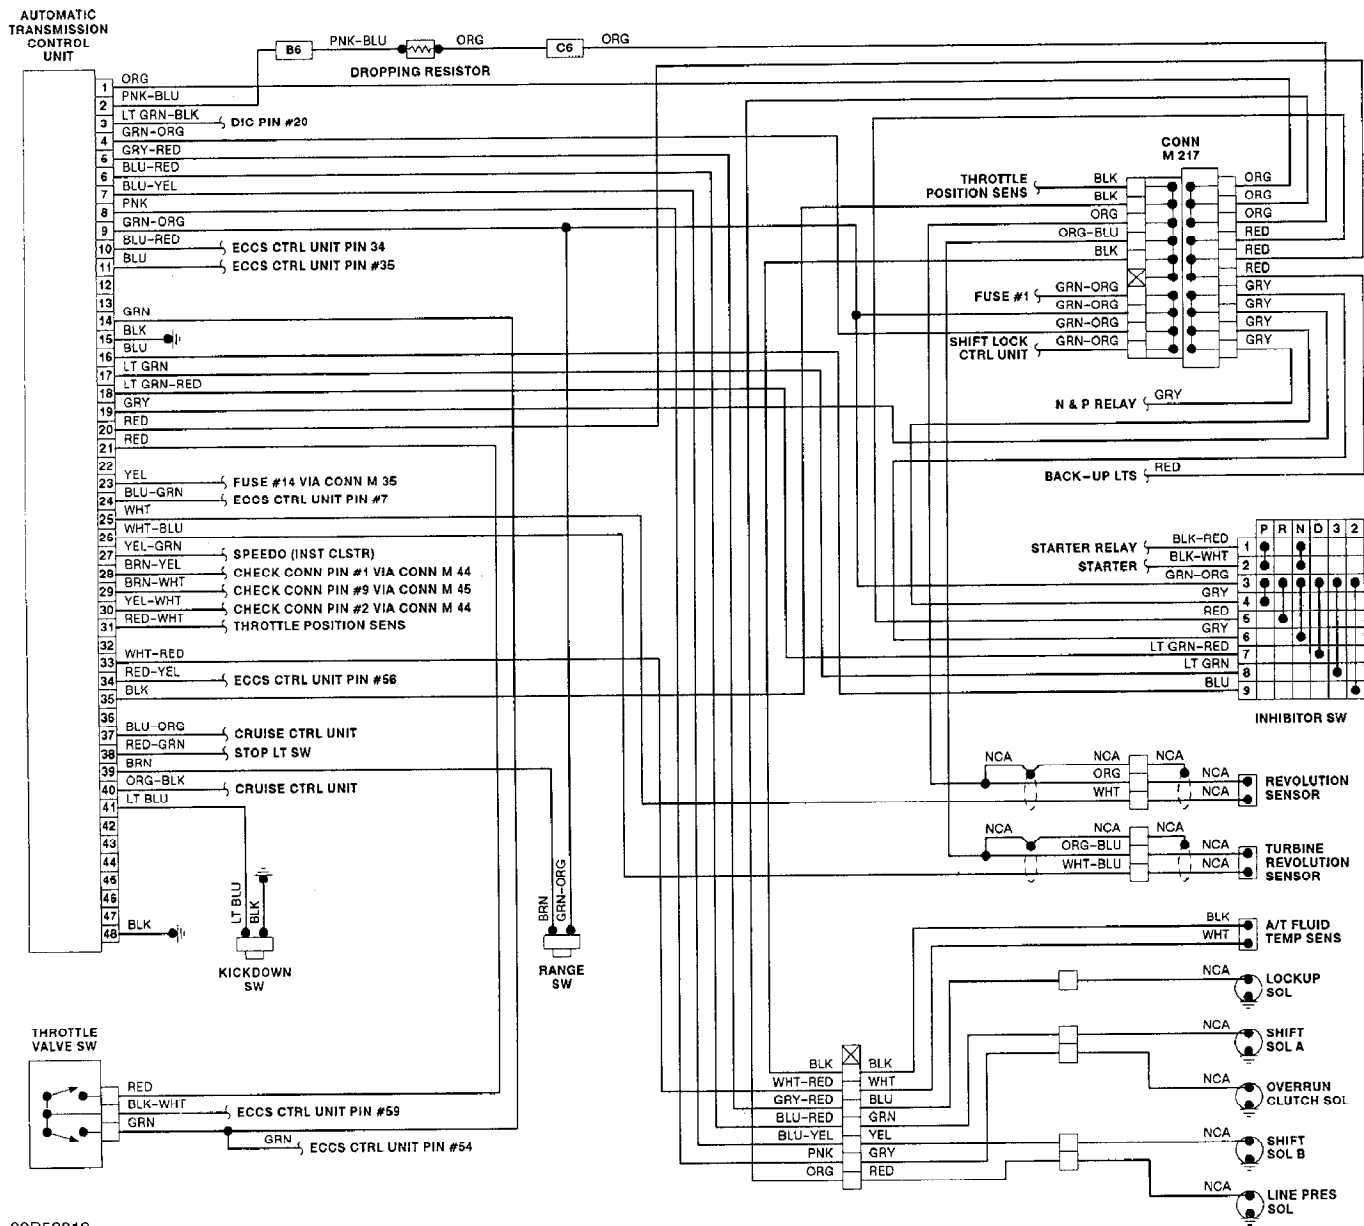 AUTOMATIC
TRANSMISSION
CONTROL
UNIT
B6
PNK-BLU
ORG
C6
ORG
DROPPING RESISTOR
1 ORG
2 PNK-BLU
3 LT GRN-BLK DIC PIN #20
4 GRN-ORG
5 GRY-RED
6 BLU-RED
7 BLU-YEL
8 PNK
9 GRN-ORG
10 BLU-RED ECCS CTRL UNIT PIN 34
11 BLU ECCS CTRL UNIT PIN #35
12
13
14 GRN
15 BLK
16 BLU
17 LT GRN
18 LT GRN-RED
19 GRY
20 RED
21 RED
22
23 YEL FUSE #14 VIA CONN M 35
24 BLU-GRN ECCS CTRL UNIT PIN #7
25 WHT
26 WHT-BLU
27 YEL-GRN SPEEDO (INST CLSTR)
28 BRN-YEL CHECK CONN PIN #1 VIA CONN M 44
29 BRN-WHT CHECK CONN PIN #9 VIA CONN M 45
30 YEL-WHT CHECK CONN PIN #2 VIA CONN M 44
31 RED-WHT THROTTLE POSITION SENS
32
33 WHT-RED
34 RED-YEL ECCS CTRL UNIT PIN #56
35 BLK
36
37 BLU-ORG CRUISE CTRL UNIT
38 RED-GRN STOP LT SW
39 BRN
40 ORG-BLK CRUISE CTRL UNIT
41 LT BLU
42
43
44
45
46
47
48 BLK
LT BLU
BLK
KICKDOWN
SW
BRN
GRN-ORG
RANGE
SW
THROTTLE
VALVE SW
RED
BLK-WHT ECCS CTRL UNIT PIN #59
GRN
GRN ECCS CTRL UNIT PIN #54
CONN
M 217
THROTTLE
POSITION SENS
BLK ORG
BLK ORG
ORG ORG
ORG-BLU RED
BLK RED
RED
FUSE #1 GRN-ORG GRY
GRN-ORG GRY
GRN-ORG GRY
SHIFT LOCK
CTRL UNIT
GRN-ORG GRY
N & P RELAY GRY
BACK-UP LTS RED
P R N D 3 2
STARTER RELAY BLK-RED 1
STARTER BLK-WHT 2
GRN-ORG 3
GRY 4
RED 5
GRY 6
LT GRN-RED 7
LT GRN 8
BLU 9
INHIBITOR SW
NCA NCA NCA
ORG NCA
WHT NCA
REVOLUTION
SENSOR
NCA NCA NCA
ORG-BLU NCA
WHT-BLU NCA
TURBINE
REVOLUTION
SENSOR
BLK
WHT
A/T FLUID
TEMP SENS
NCA LOCKUP
SOL
NCA SHIFT
SOL A
NCA OVERRUN
CLUTCH SOL
NCA SHIFT
SOL B
NCA LINE PRES
SOL
BLK BLK
WHT-RED WHT
GRY-RED BLU
BLU-RED GRN
BLU-YEL YEL
PNK GRY
ORG RED